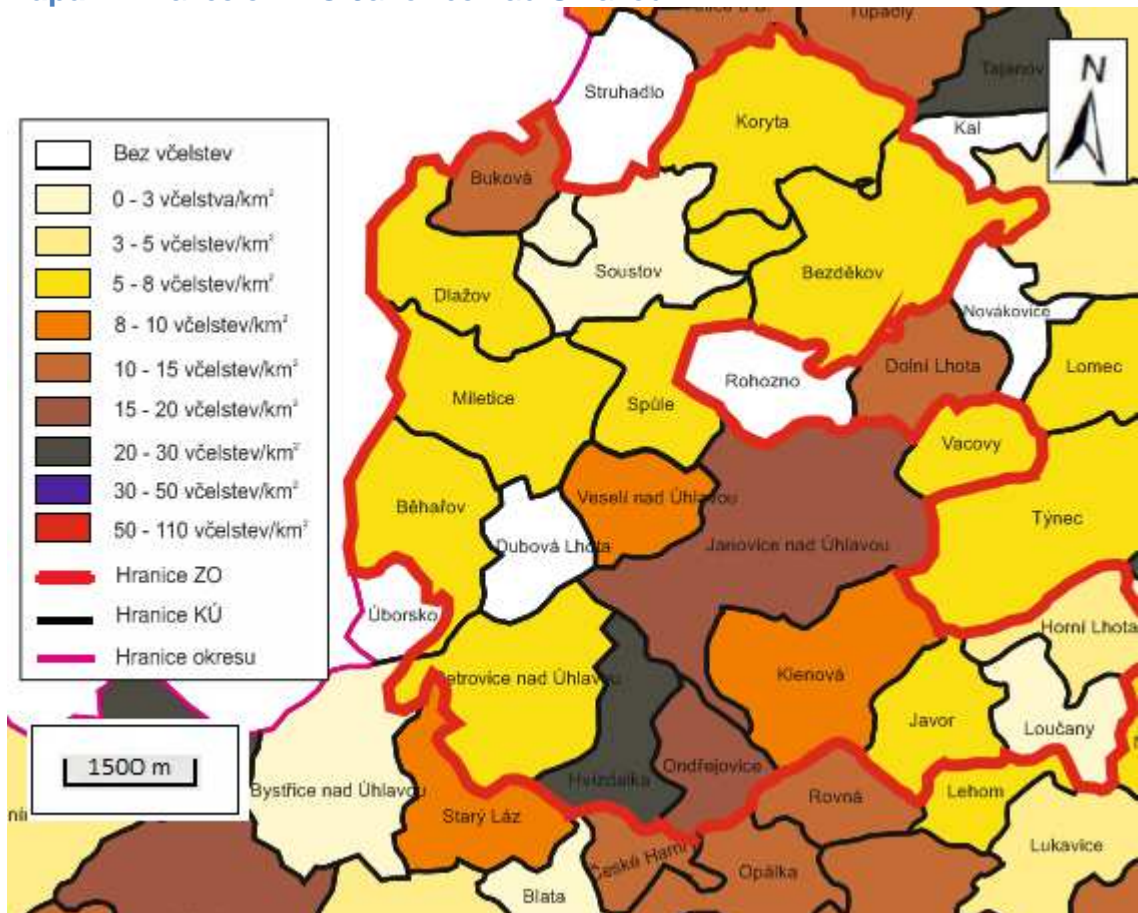 Struhadlo
Tupadly
Tajanov
N
Koryta
Kal
Bez včelstev
0 - 3 včelstva/km²
3 - 5 včelstev/km²
5 - 8 včelstev/km²
8 - 10 včelstev/km²
10 - 15 včelstev/km²
15 - 20 včelstev/km²
20 - 30 včelstev/km²
30 - 50 včelstev/km²
50 - 110 včelstev/km²
Hranice ZO
Hranice KÚ
Hranice okresu
1500 m
Buková
Soustov
Bezděkov
Dlažov
Novákovice
Rohozno
Dolní Lhota
Lomec
Miletice
Spůle
Vacovy
Běhařov
Veselí nad Úhlavou
Týnec
Dubová Lhota
Janovice nad Úhlavou
Úborsko
Horní Lhota
etrovice nad Úhlavou
Klenová
Javor
Loučany
Bystřice nad Úhlavou
Hvízdalka
Ondřejovice
Rovná
Lehom
Starý Láz
Lukavice
České Hamry
Opálka
Blata